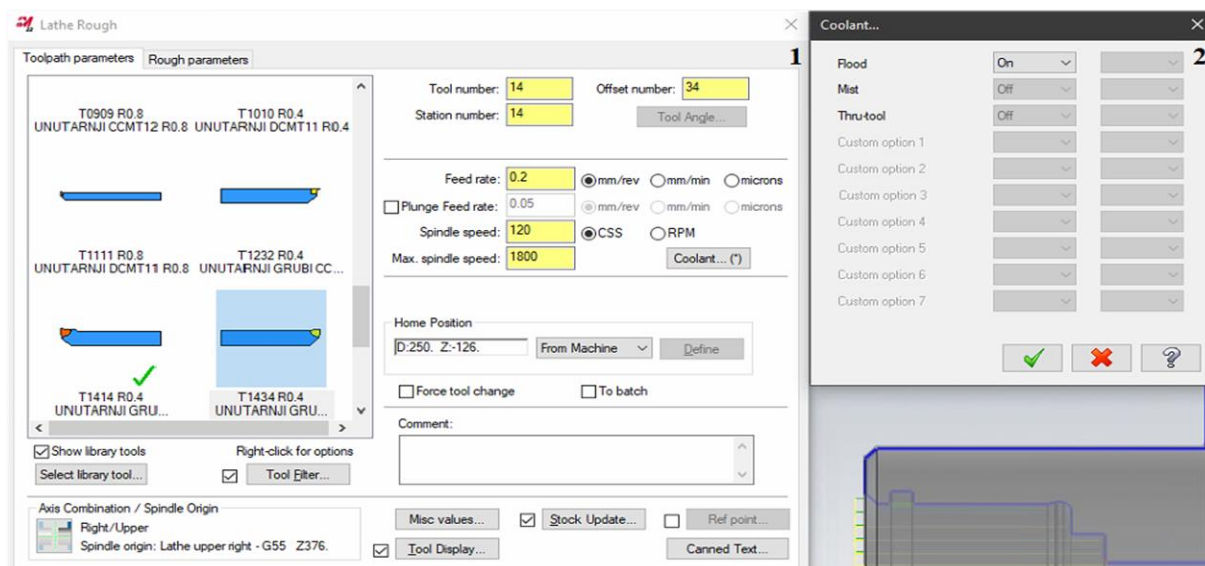 Lathe Rough
Toolpath parameters Rough parameters
1
T0909 R0.8
UNUTARNJI CCMT12 R0.8
T1010 R0.4
UNUTARNJI DCMT11 R0.4
T1111 R0.8
UNUTARNJI DCMT11 R0.8
T1232 R0.4
UNUTARNJI GRUBI CC...
T1414 R0.4
UNUTARNJI GRU...
T1434 R0.4
UNUTARNJI GRU...
Show library tools
Right-click for options
Select library tool...
Tool Filter...
Axis Combination / Spindle Origin
Right/Upper
Spindle origin: Lathe upper right - G55 Z376.
Tool number: 14 Offset number: 34
Station number: 14 Tool Angle...
Feed rate: 0.2 mm/rev mm/min microns
Plunge Feed rate: 0.05 mm/rev mm/min microns
Spindle speed: 120 CSS RPM
Max. spindle speed: 1800 Coolant... (*)
Home Position
D:250. Z:-126. From Machine Define
Force tool change To batch
Comment:
Misc values... Stock Update... Ref point...
Tool Display... Canned Text...
Coolant...
2
Flood On
Mist Off
Thru-tool Off
Custom option 1
Custom option 2
Custom option 3
Custom option 4
Custom option 5
Custom option 6
Custom option 7